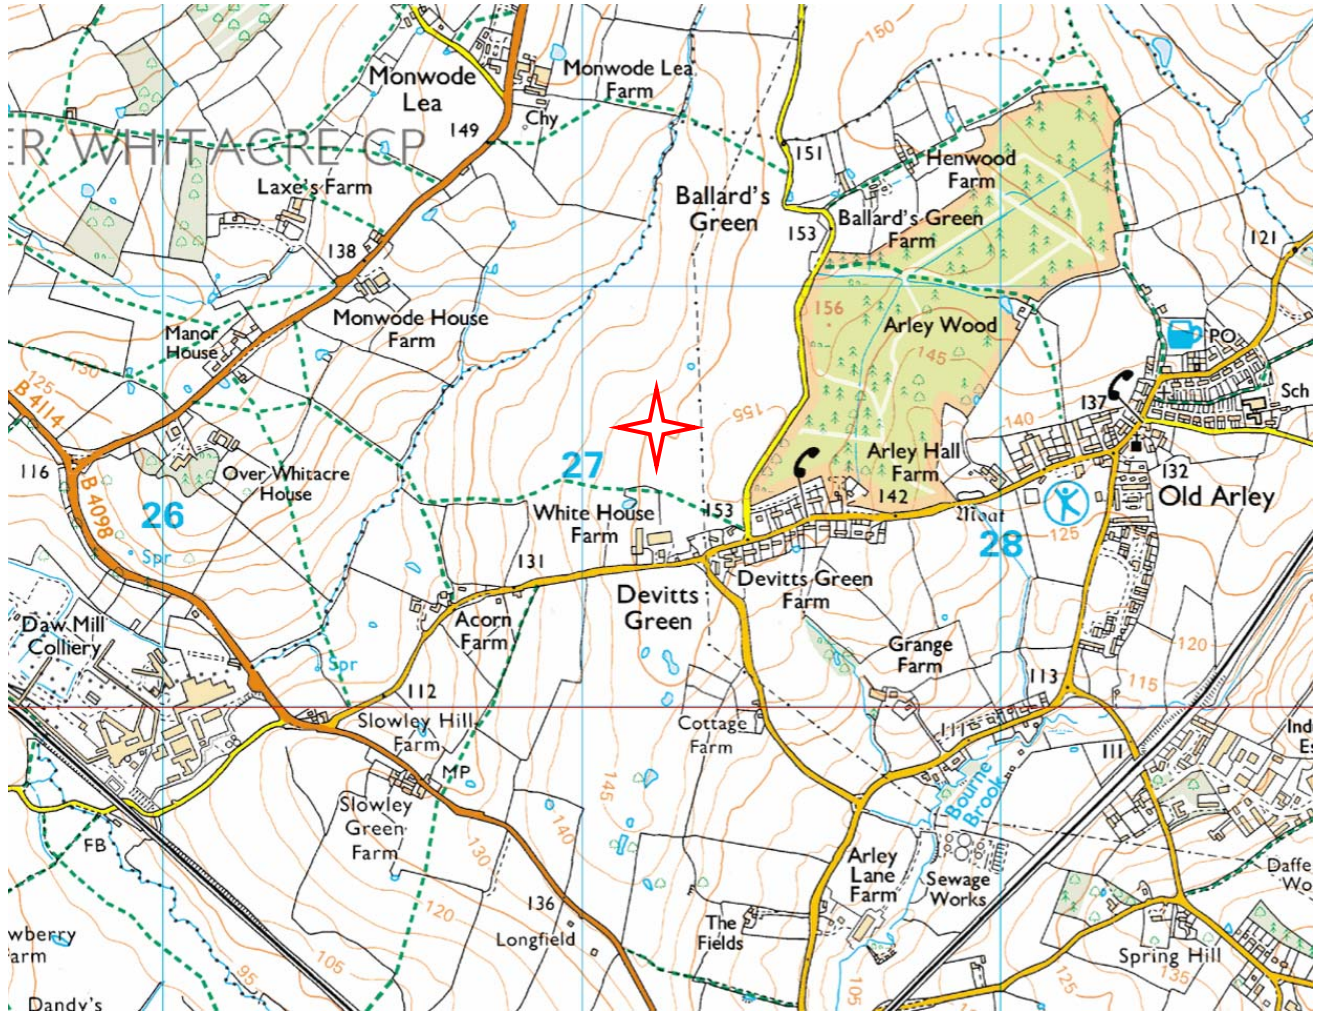 150
Monwode
Lea
Monwode Lea
Farm
Chy
149
ER WHITACRE CP
151
Henwood
Farm
Laxe's Farm
Ballard's
Green
Ballard's Green
Farm
153
121
138
Monwode House
Farm
156
Arley Wood
Manor
House
145
PO
130
125
B 4114
137
Sch
155
140
Arley Hall
Farm
116
Over Whitacre
House
27
132
Old Arley
B 4098
26
142
Moat
White House
Farm
153
28
125
Spr
131
Devitts Green
Farm
Devitts
Green
Daw Mill
Colliery
Acorn
Farm
Grange
Farm
120
Spr
113
115
112
Slowley Hill
Farm
Cottage
Farm
111
111
Ind
Es
MP
145
Bourne
Brook
Slowley
Green
Farm
140
FB
130
Arley
Lane
Farm
Sewage
Works
Daffe
Wo
120
136
The
Fields
wberry
arm
Longfield
Spring Hill
105
95
105
125
135
Dandy's